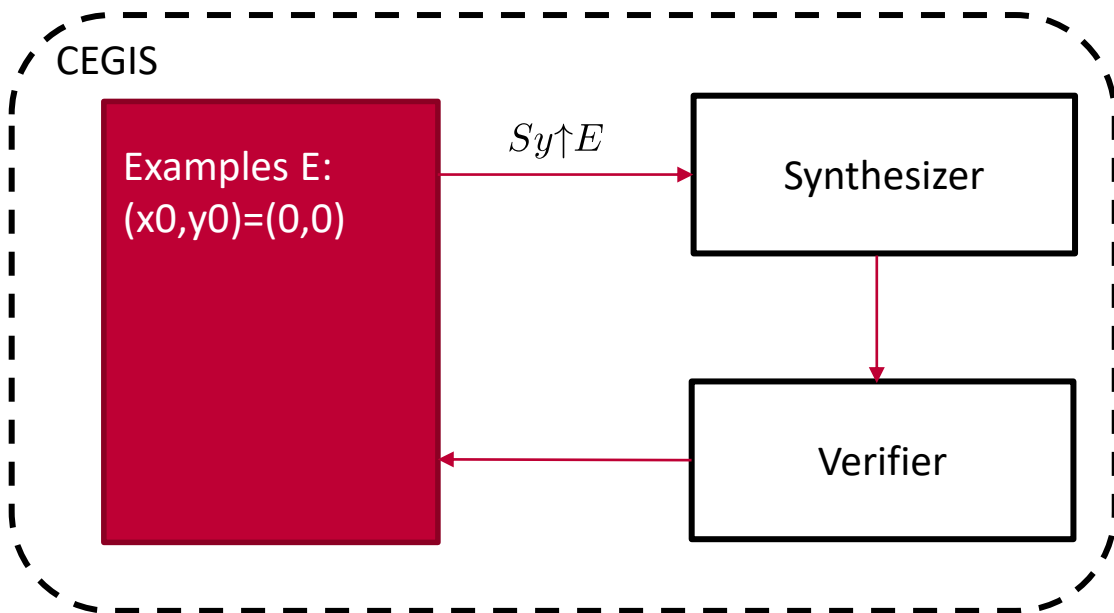 CEGIS
Examples E:
(x0,y0)=(0,0)
Sy↑E
Synthesizer
Verifier